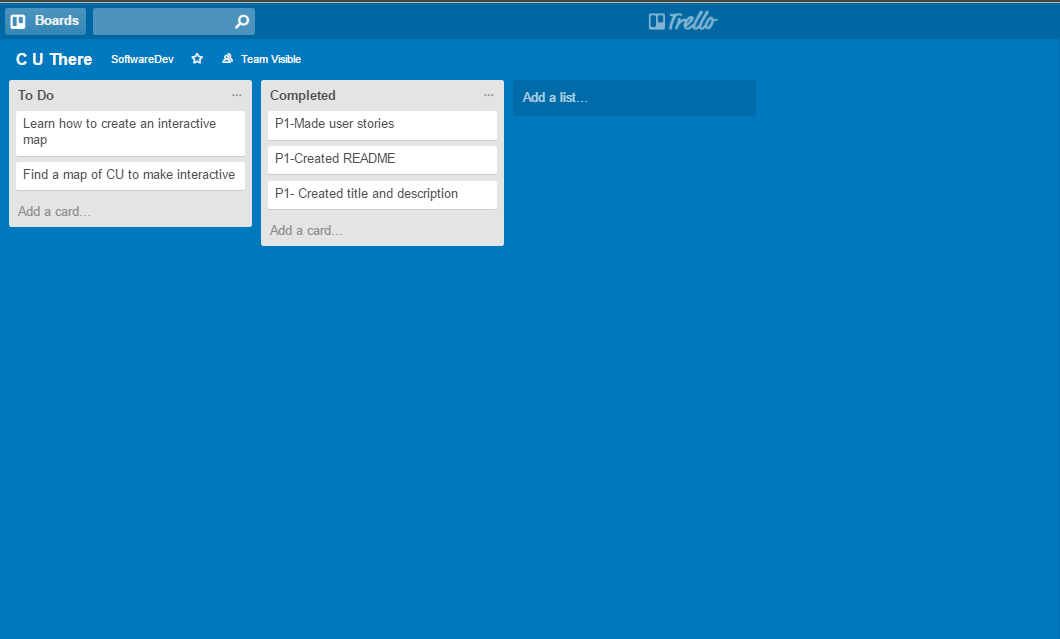 Boards
Trello
C U There
SoftwareDev
Team Visible
To Do
Learn how to create an interactive
map
Find a map of CU to make interactive
Add a card...
Completed
P1-Made user stories
P1-Created README
P1- Created title and description
Add a card...
Add a list...